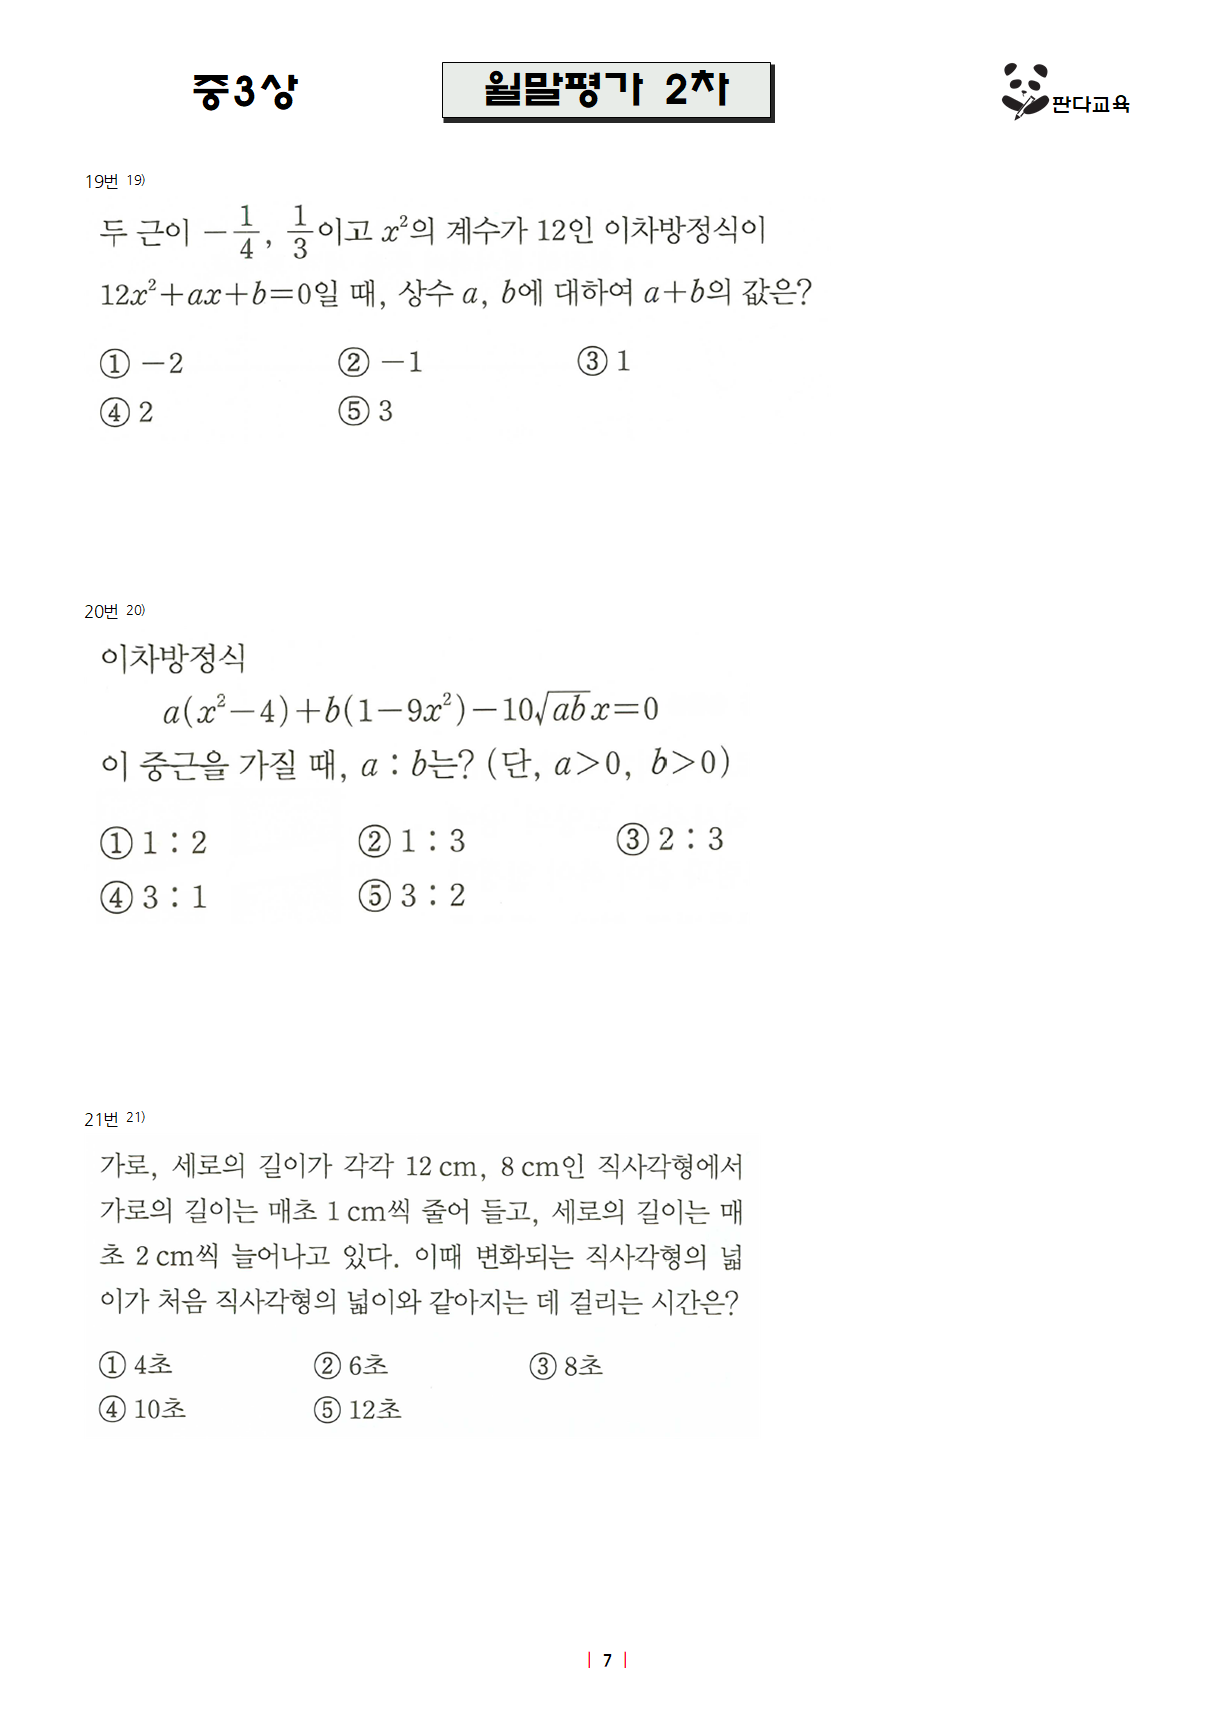 중3상
월말평가 2차
판다교육
19번 19)
두 근이 -1/4, 1/3이고 x²의 계수가 12인 이차방정식이
12x²+ax+b=0일 때, 상수 a, b에 대하여 a+b의 값은?
① -2 ② -1 ③ 1
④ 2 ⑤ 3
20번 20)
이차방정식
a(x²-4)+b(1-9x²)-10√ab x=0
이 중근을 가질 때, a : b는? (단, a>0, b>0)
① 1 : 2 ② 1 : 3 ③ 2 : 3
④ 3 : 1 ⑤ 3 : 2
21번 21)
가로, 세로의 길이가 각각 12 cm, 8 cm인 직사각형에서
가로의 길이는 매초 1 cm씩 줄어 들고, 세로의 길이는 매
초 2 cm씩 늘어나고 있다. 이때 변화되는 직사각형의 넓
이가 처음 직사각형의 넓이와 같아지는 데 걸리는 시간은?
① 4초 ② 6초 ③ 8초
④ 10초 ⑤ 12초
| 7 |